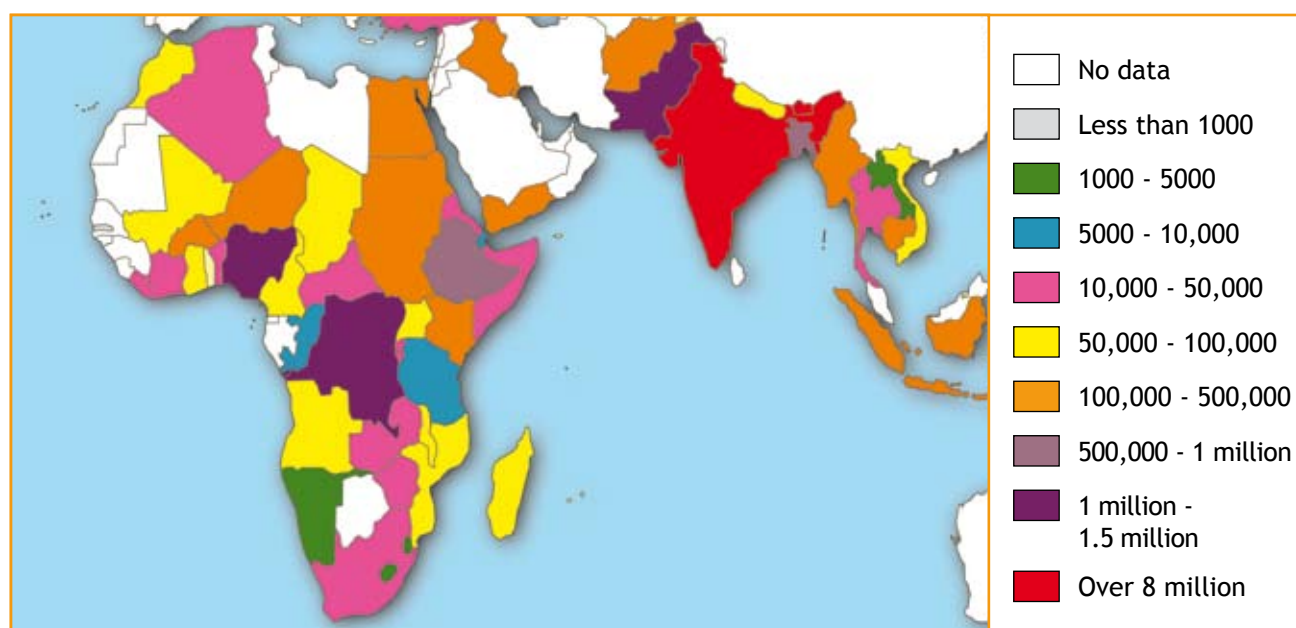 No data
Less than 1000
1000 - 5000
5000 - 10,000
10,000 - 50,000
50,000 - 100,000
100,000 - 500,000
500,000 - 1 million
1 million -
1.5 million
Over 8 million